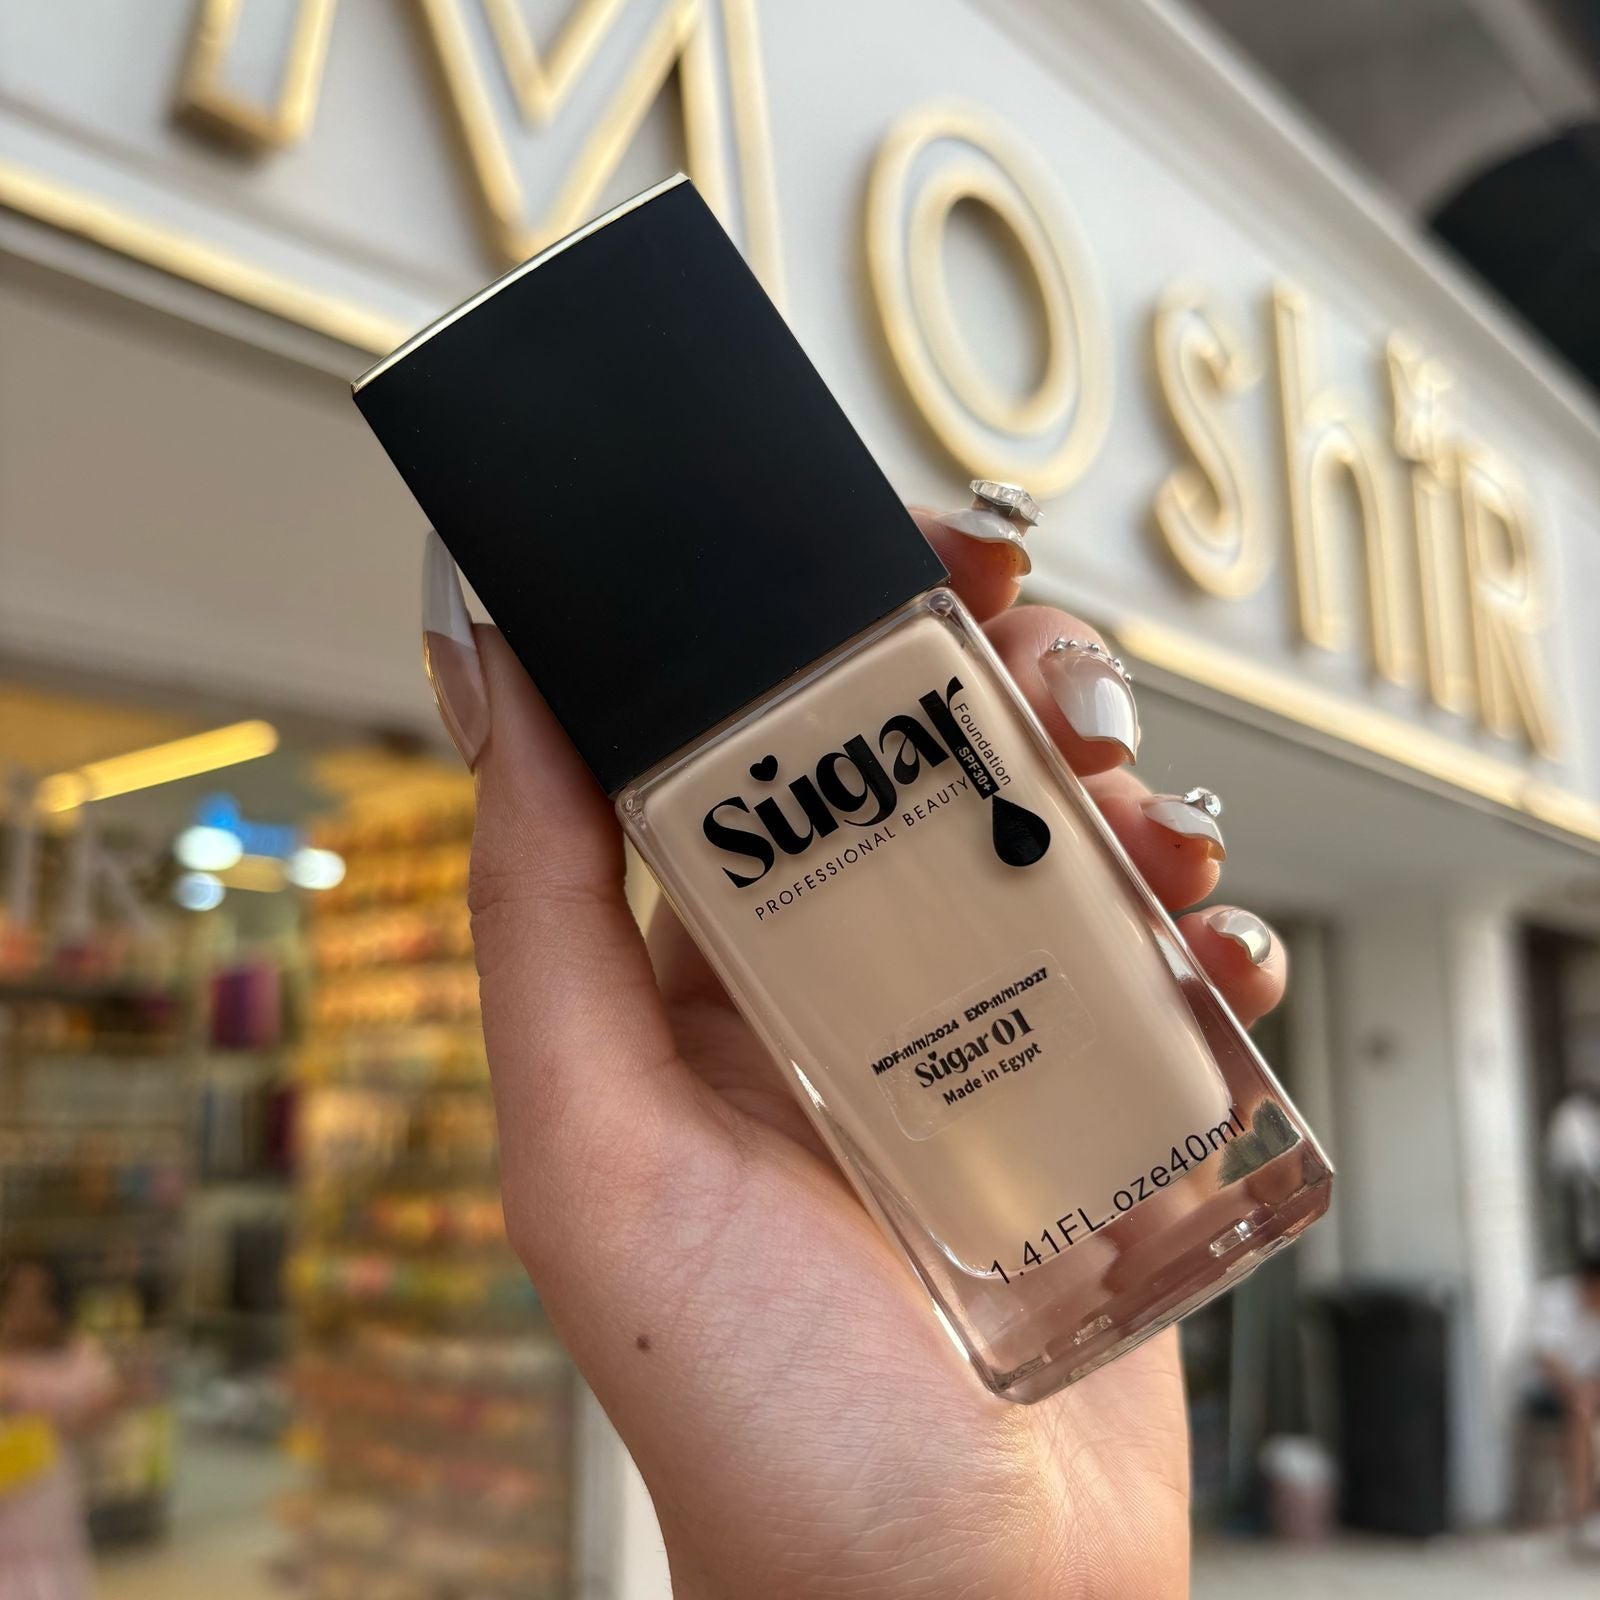 MoshiR
Sugar
Foundation
SPF30+
PROFESSIONAL BEAUTY
MDF:11/11/2024 EXP:11/11/2027
Sugar 01
Made in Egypt
1.41FL.oze40ml